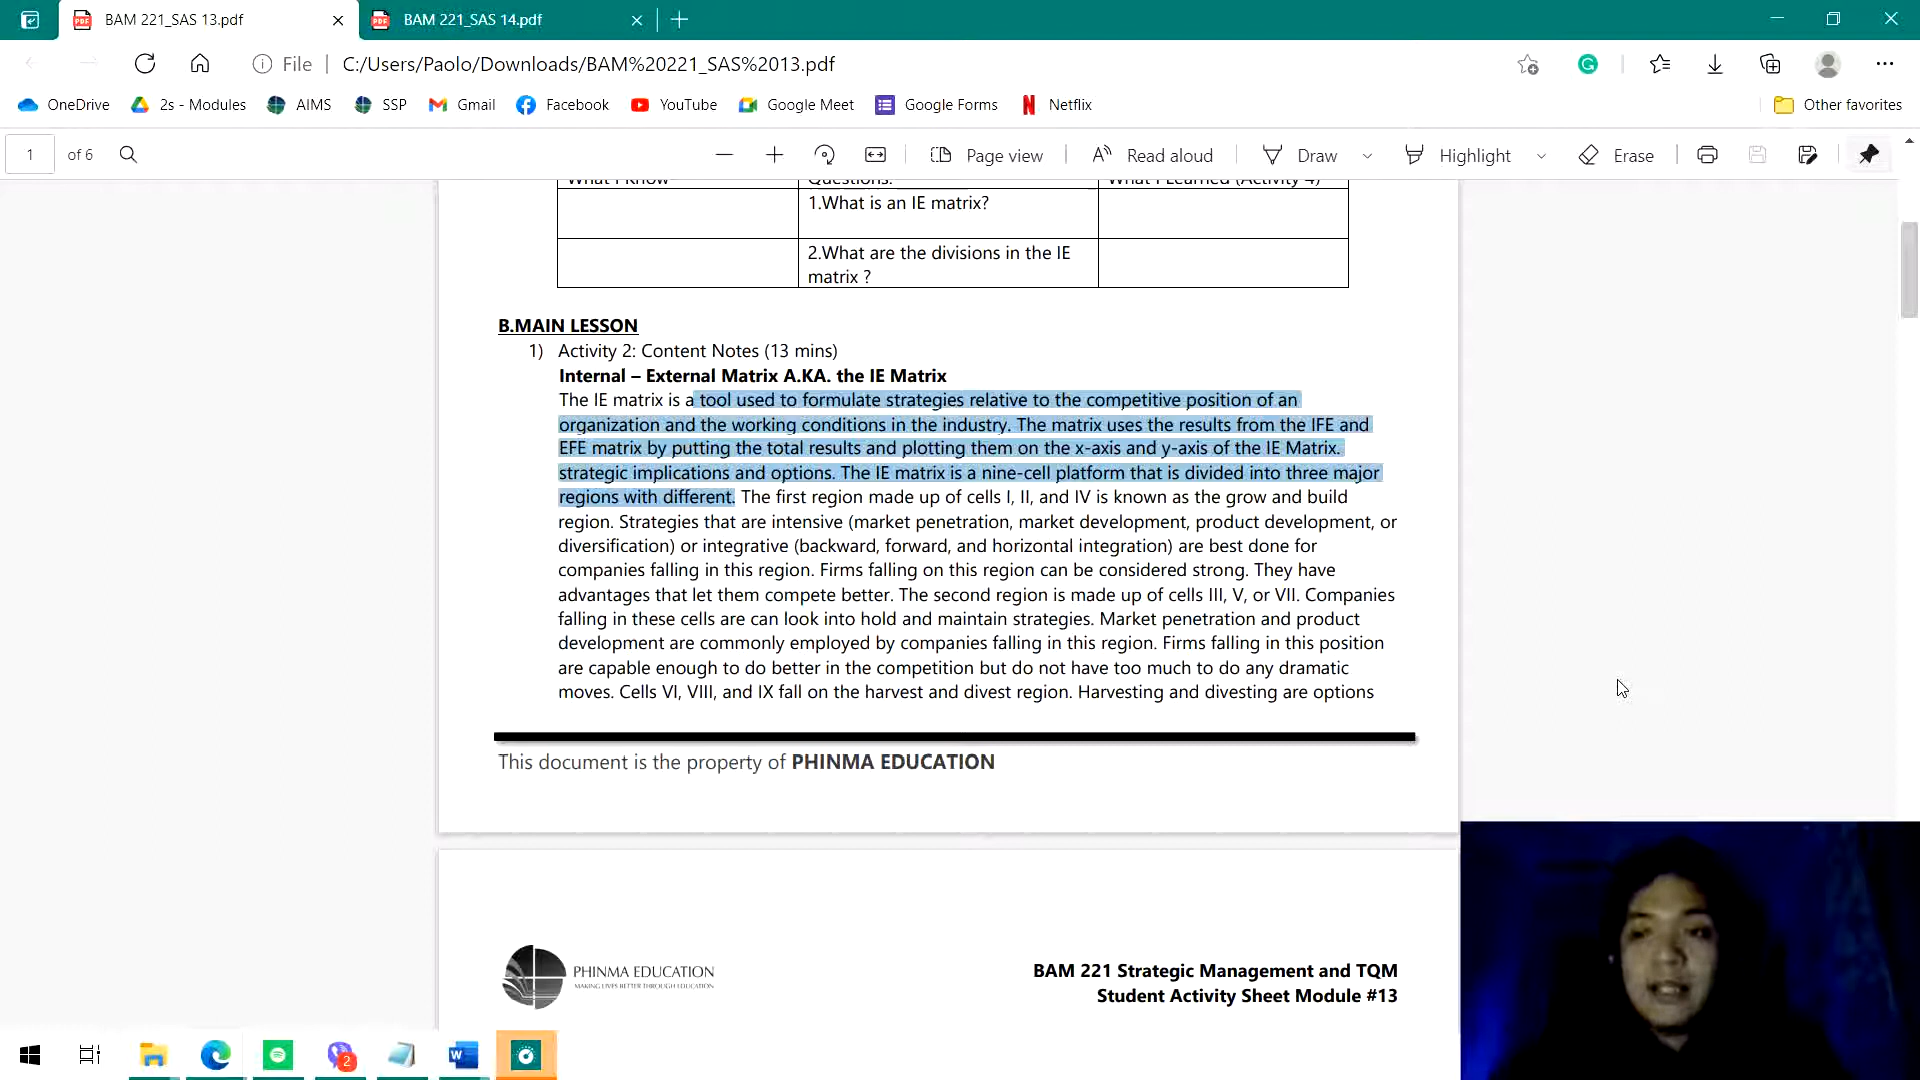 BAM 221_SAS 13.pdf
BAM 221_SAS 14.pdf
File
C:/Users/Paolo/Downloads/BAM%20221_SAS%2013.pdf
OneDrive
2s - Modules
AIMS
SSP
Gmail
Facebook
YouTube
Google Meet
Google Forms
Netflix
Other favorites
1 of 6
Page view
Read aloud
Draw
Highlight
Erase
What I Know Questions: What I Learned (Activity 4)
1.What is an IE matrix?
2.What are the divisions in the IE
matrix ?
B.MAIN LESSON
1) Activity 2: Content Notes (13 mins)
Internal – External Matrix A.KA. the IE Matrix
The IE matrix is a tool used to formulate strategies relative to the competitive position of an
organization and the working conditions in the industry. The matrix uses the results from the IFE and
EFE matrix by putting the total results and plotting them on the x-axis and y-axis of the IE Matrix.
strategic implications and options. The IE matrix is a nine-cell platform that is divided into three major
regions with different. The first region made up of cells I, II, and IV is known as the grow and build
region. Strategies that are intensive (market penetration, market development, product development, or
diversification) or integrative (backward, forward, and horizontal integration) are best done for
companies falling in this region. Firms falling on this region can be considered strong. They have
advantages that let them compete better. The second region is made up of cells III, V, or VII. Companies
falling in these cells are can look into hold and maintain strategies. Market penetration and product
development are commonly employed by companies falling in this region. Firms falling in this position
are capable enough to do better in the competition but do not have too much to do any dramatic
moves. Cells VI, VIII, and IX fall on the harvest and divest region. Harvesting and divesting are options
This document is the property of PHINMA EDUCATION
PHINMA EDUCATION
MAKING LIVES BETTER THROUGH EDUCATION
BAM 221 Strategic Management and TQM
Student Activity Sheet Module #13
2